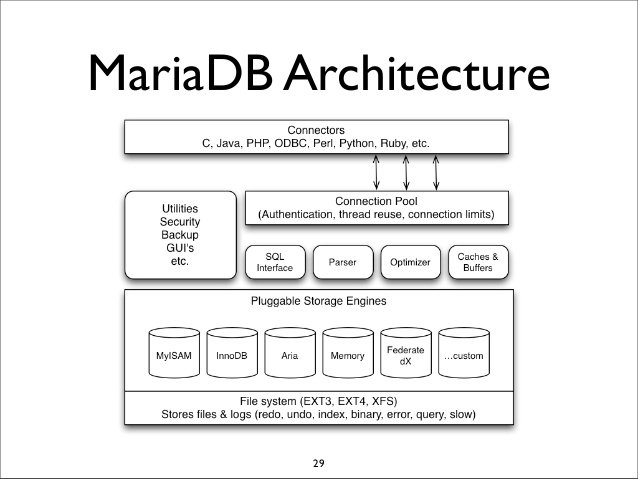 MariaDB Architecture
Connectors
C, Java, PHP, ODBC, Perl, Python, Ruby, etc.
Utilities
Security
Backup
GUI's
etc.
Connection Pool
(Authentication, thread reuse, connection limits)
SQL
Interface
Parser
Optimizer
Caches &
Buffers
Pluggable Storage Engines
MyISAM
InnoDB
Aria
Memory
Federate
dX
...custom
File system (EXT3, EXT4, XFS)
Stores files & logs (redo, undo, index, binary, error, query, slow)
29